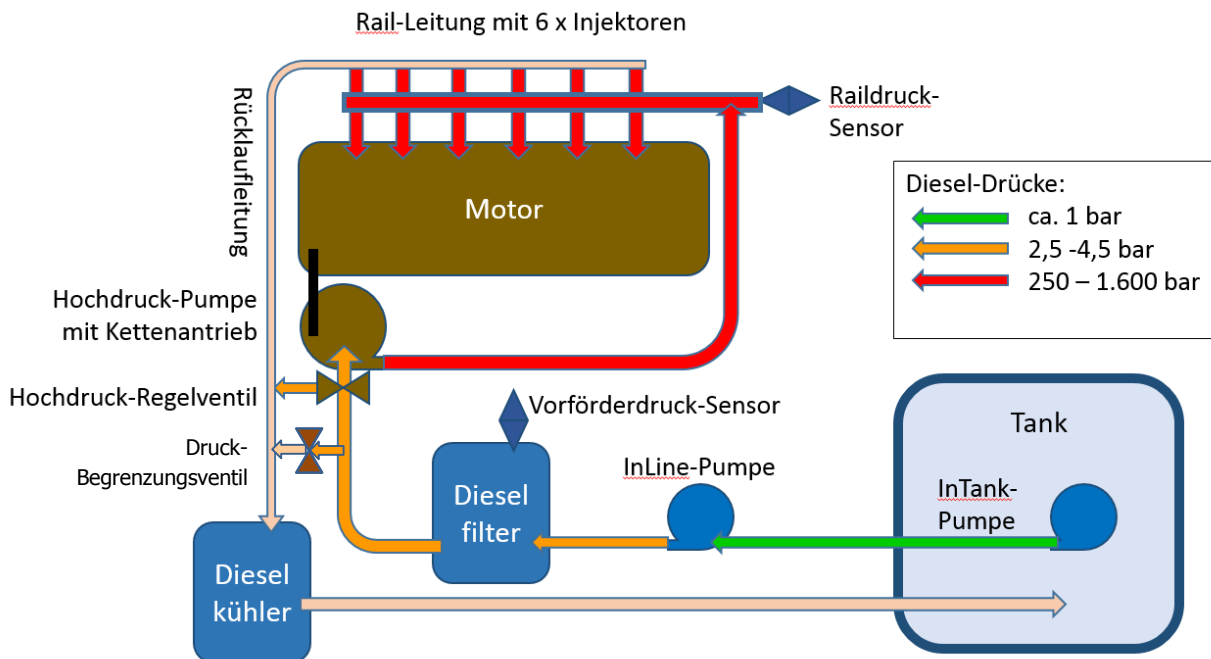 Rail-Leitung mit 6 x Injektoren
Rücklaufleitung
Raildruck-
Sensor
Motor
Diesel-Drücke:
ca. 1 bar
2,5 -4,5 bar
250 – 1.600 bar
Hochdruck-Pumpe
mit Kettenantrieb
Hochdruck-Regelventil
Druck-
Begrenzungsventil
Vorförderdruck-Sensor
Diesel
filter
InLine-Pumpe
Tank
InTank-
Pumpe
Diesel
kühler